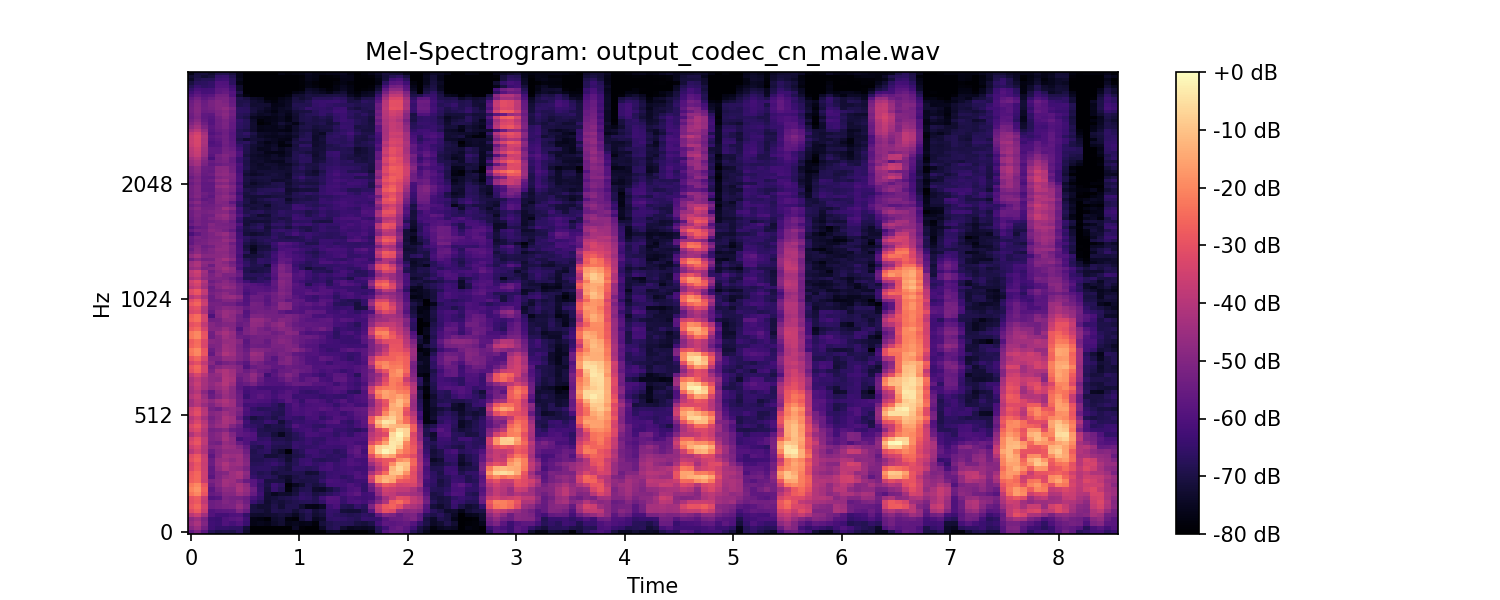 Mel-Spectrogram: output_codec_cn_male.wav
+0 dB
-10 dB
-20 dB
-30 dB
-40 dB
-50 dB
-60 dB
-70 dB
-80 dB
Hz
2048
1024
512
0
0 1 2 3 4 5 6 7 8
Time